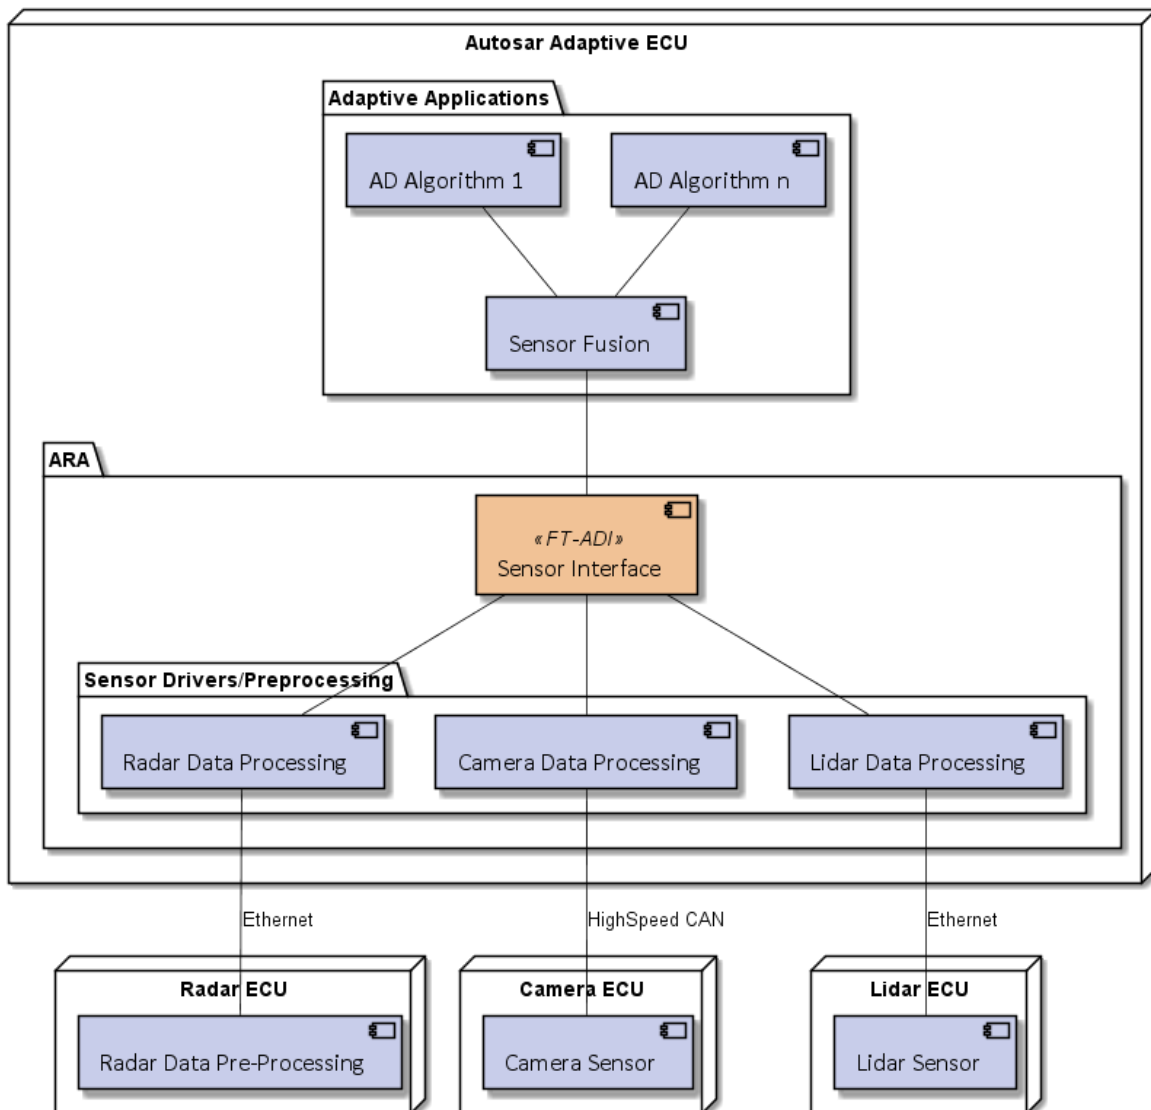 Autosar Adaptive ECU
Adaptive Applications
AD Algorithm 1
AD Algorithm n
Sensor Fusion
ARA
«FT-ADI»
Sensor Interface
Sensor Drivers/Preprocessing
Radar Data Processing
Camera Data Processing
Lidar Data Processing
Ethernet
HighSpeed CAN
Ethernet
Radar ECU
Camera ECU
Lidar ECU
Radar Data Pre-Processing
Camera Sensor
Lidar Sensor